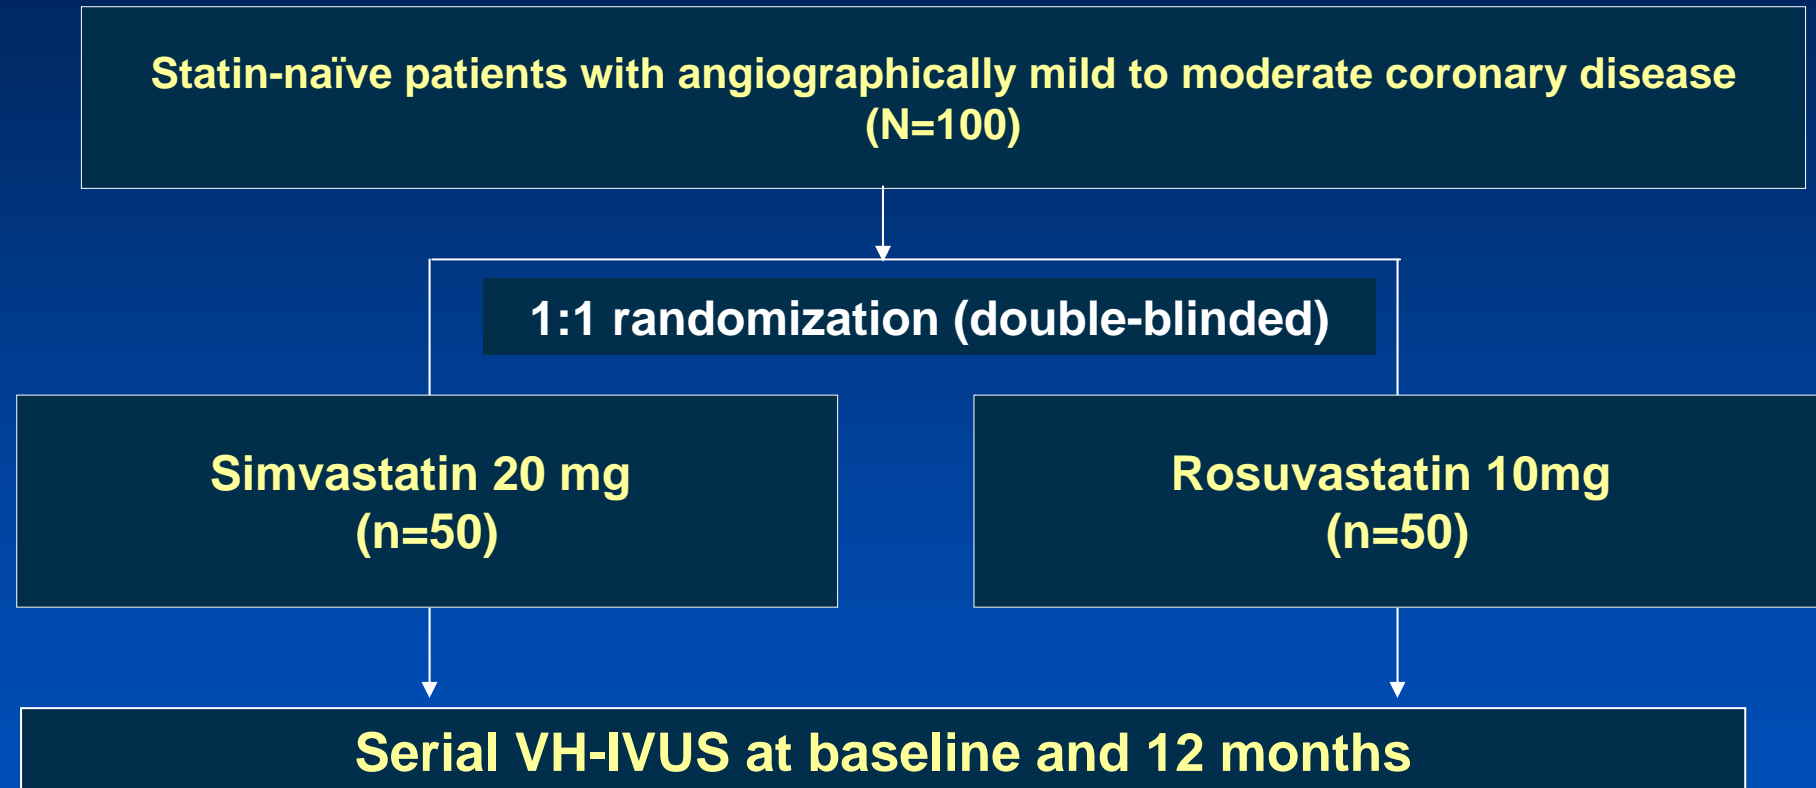 Statin-naïve patients with angiographically mild to moderate coronary disease
(N=100)
1:1 randomization (double-blinded)
Simvastatin 20 mg
(n=50)
Rosuvastatin 10mg
(n=50)
Serial VH-IVUS at baseline and 12 months